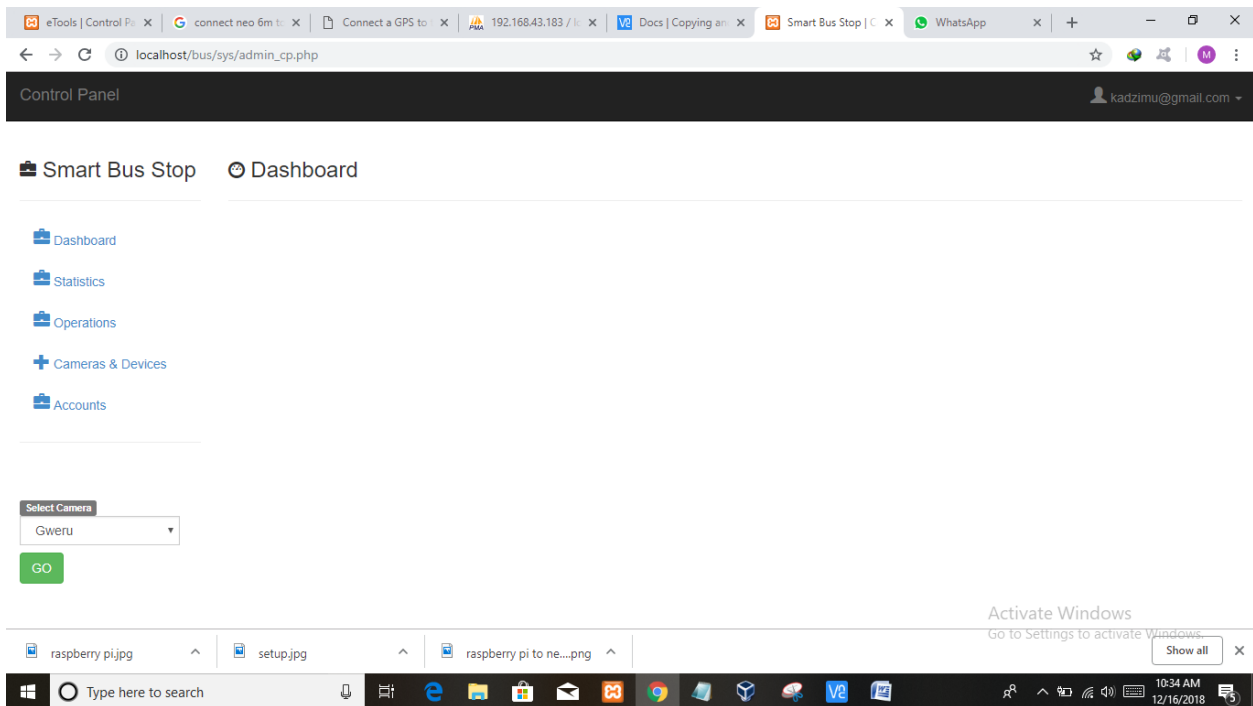 eTools | Control Pa
connect neo 6m to
Connect a GPS to
192.168.43.183 / lo
Docs | Copying an
Smart Bus Stop | C
WhatsApp
localhost/bus/sys/admin_cp.php
M
Control Panel
kadzimu@gmail.com
Smart Bus Stop
Dashboard
Dashboard
Statistics
Operations
Cameras & Devices
Accounts
Select Camera
Gweru
GO
Activate Windows
Go to Settings to activate Windows.
raspberry pi.jpg
setup.jpg
raspberry pi to ne....png
Show all
Type here to search
10:34 AM
12/16/2018
5